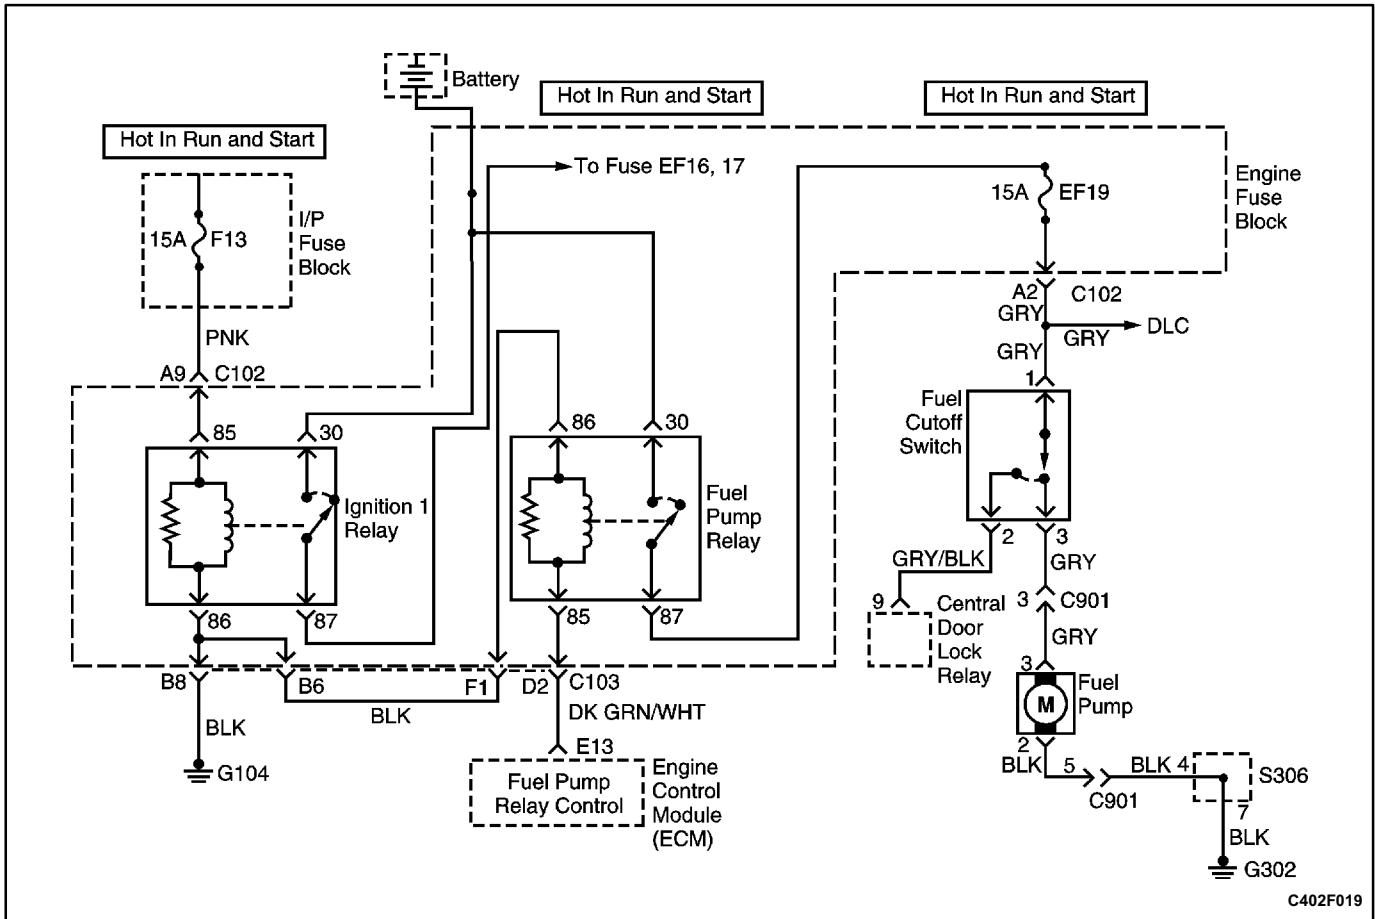 Battery
Hot In Run and Start
Hot In Run and Start
Hot In Run and Start
To Fuse EF16, 17
15A EF19
Engine
Fuse
Block
15A F13
I/P
Fuse
Block
A2 C102
GRY
GRY DLC
GRY
PNK
A9 C102
1
Fuel
Cutoff
Switch
85 30
86 30
Ignition 1
Relay
Fuel
Pump
Relay
2 3
GRY/BLK GRY
86 87
85 87
9
Central
Door
Lock
Relay
3 C901
GRY
3
M
Fuel
Pump
2
B8 B6 F1 D2 C103
BLK
BLK
DK GRN/WHT
G104
E13
Fuel Pump
Relay Control
Engine
Control
Module
(ECM)
BLK 5
C901
BLK 4
S306
7
BLK
G302
C402F019